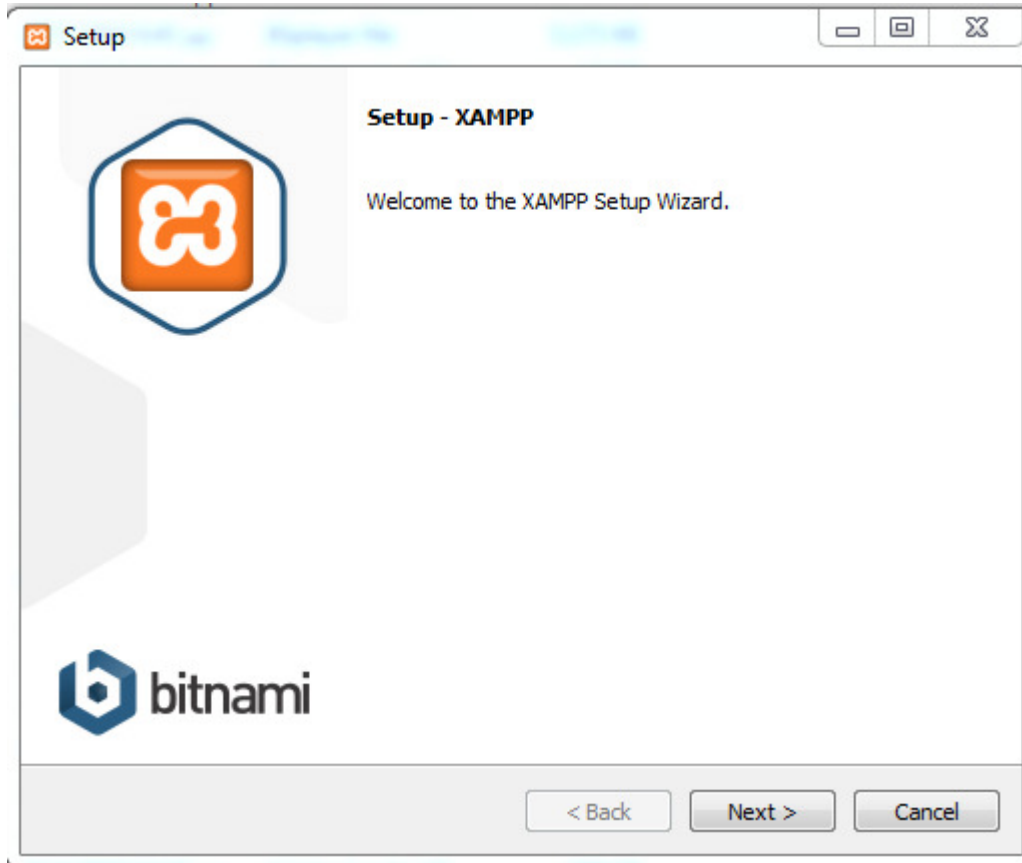 Setup
Setup - XAMPP
Welcome to the XAMPP Setup Wizard.
bitnami
< Back Next > Cancel